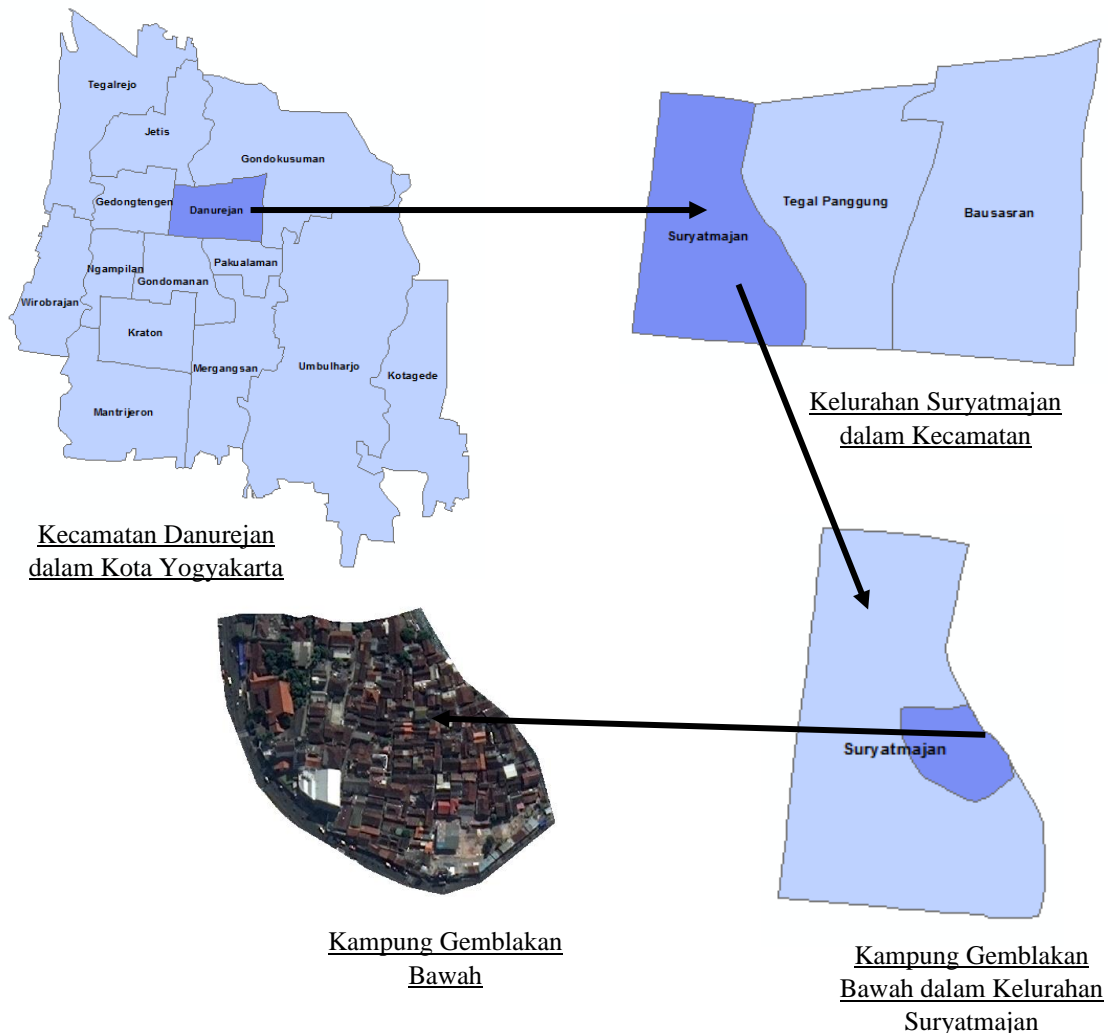 Tegalrejo
Jetis
Gondokusuman
Gedongtengen
Danurejan
Ngampilan
Pakualaman
Gondomanan
Wirobrajan
Kraton
Mergangsan
Umbulharjo
Kotagede
Mantrijeron
Kecamatan Danurejan
dalam Kota Yogyakarta
Tegal Panggung
Bausasran
Suryatmajan
Kelurahan Suryatmajan
dalam Kecamatan
Suryatmajan
Kampung Gemblakan
Bawah dalam Kelurahan
Suryatmajan
Kampung Gemblakan
Bawah